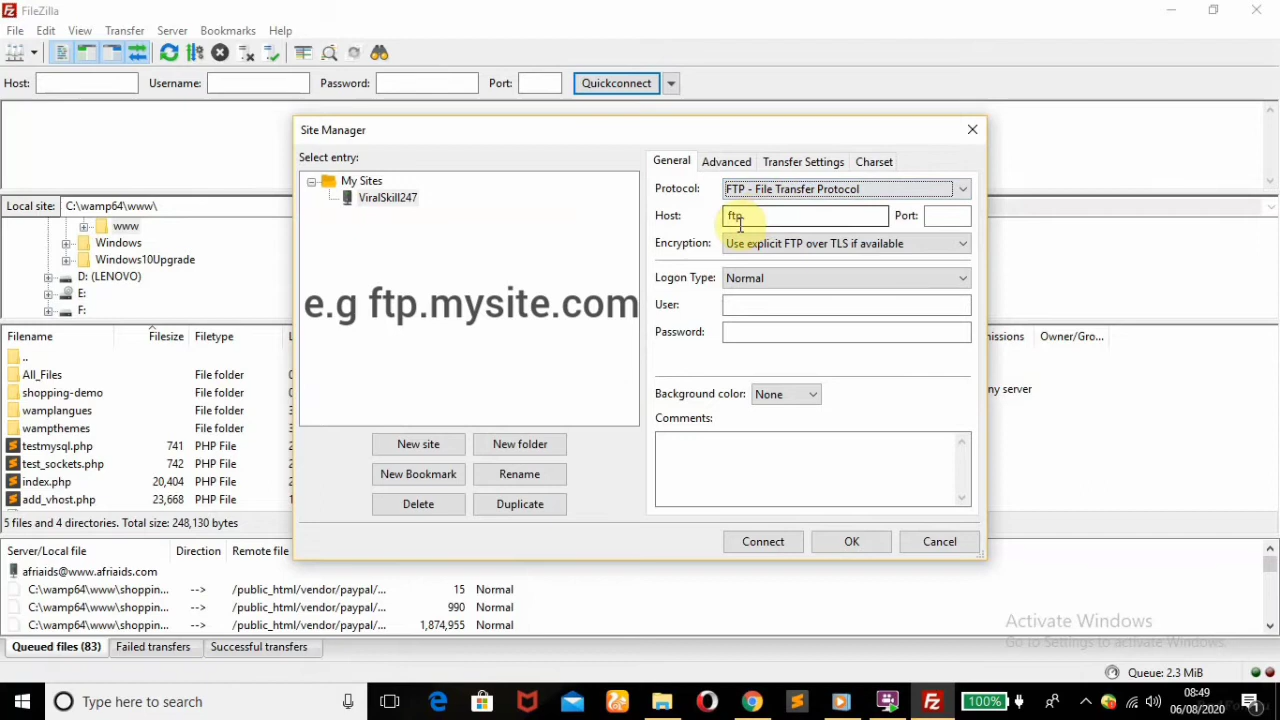 FileZilla
File Edit View Transfer Server Bookmarks Help
Host: Username: Password: Port: Quickconnect
Site Manager
Select entry:
My Sites
ViralSkill247
e.g ftp.mysite.com
New site New folder
New Bookmark Rename
Delete Duplicate
General Advanced Transfer Settings Charset
Protocol: FTP - File Transfer Protocol
Host: ftp. Port:
Encryption: Use explicit FTP over TLS if available
Logon Type: Normal
User:
Password:
Background color: None
Comments:
Connect OK Cancel
Local site: C:\wamp64\www\
www
Windows
Windows10Upgrade
D: (LENOVO)
E:
F:
Filename Filesize Filetype L
..
All_Files File folder
shopping-demo File folder
wamplangues File folder
wampthemes File folder
testmysql.php 741 PHP File
test_sockets.php 742 PHP File
index.php 20,404 PHP File
add_vhost.php 23,668 PHP File
5 files and 4 directories. Total size: 248,130 bytes
issions Owner/Gro...
ny server
Server/Local file Direction Remote file
afriaids@www.afriaids.com
C:\wamp64\www\shoppin... --> /public_html/vendor/paypal/... 15 Normal
C:\wamp64\www\shoppin... --> /public_html/vendor/paypal/... 990 Normal
C:\wamp64\www\shoppin... --> /public_html/vendor/paypal/... 1,874,955 Normal
Activate Windows
Go to Settings to activate Windows.
Queued files (83) Failed transfers Successful transfers
Queue: 2.3 MiB
Type here to search
100%
08:49
06/08/2020
1